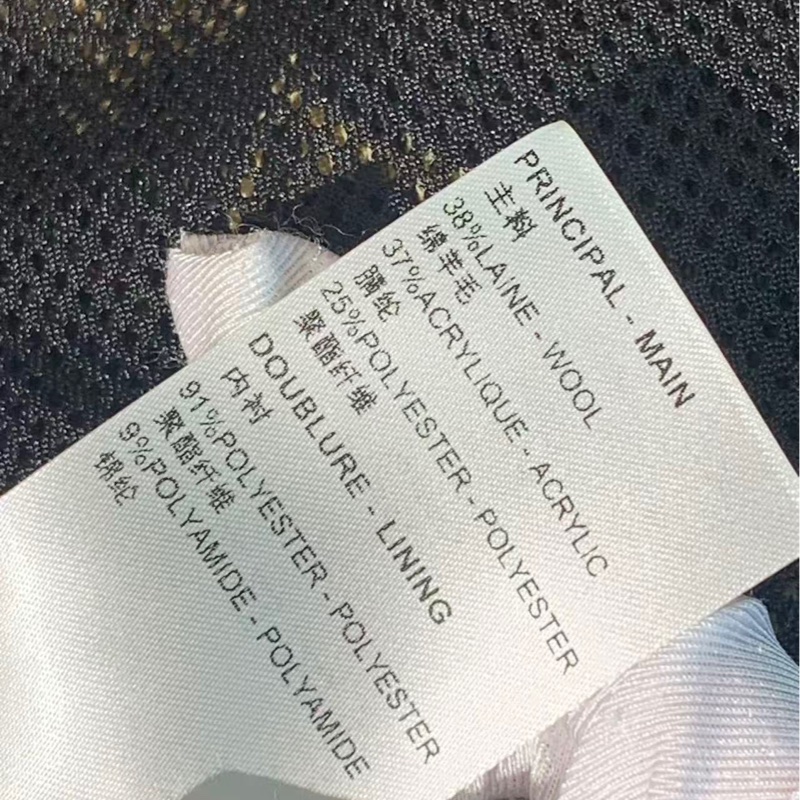 PRINCIPAL - MAIN
主料
38%LAINE - WOOL
绵羊毛
37%ACRYLIQUE - ACRYLIC
腈纶
25%POLYESTER - POLYESTER
聚酯纤维
DOUBLURE - LINING
内衬
91%POLYESTER - POLYESTER
聚酯纤维
9%POLYAMIDE - POLYAMIDE
锦纶